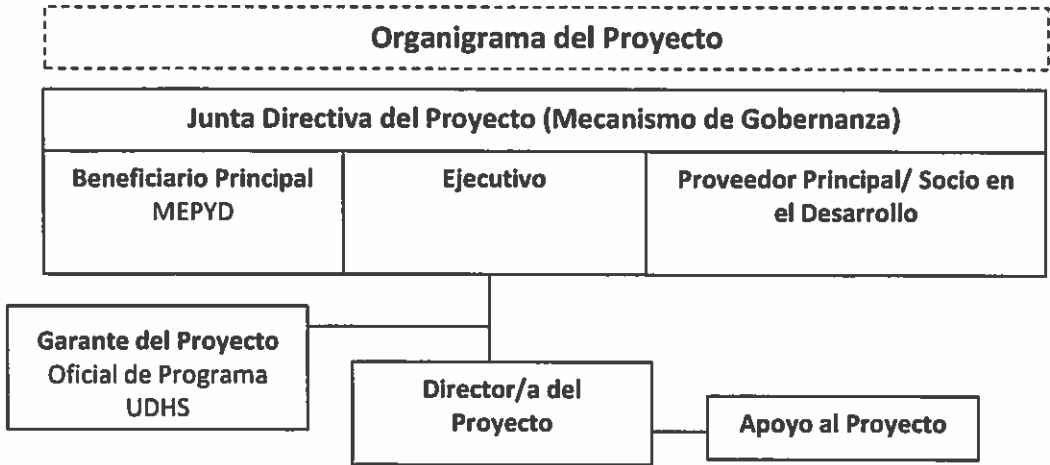 Organigrama del Proyecto
Junta Directiva del Proyecto (Mecanismo de Gobernanza)
Beneficiario Principal
MEPYD
Ejecutivo
Proveedor Principal/ Socio en
el Desarrollo
Garante del Proyecto
Oficial de Programa
UDHS
Director/a del
Proyecto
Apoyo al Proyecto